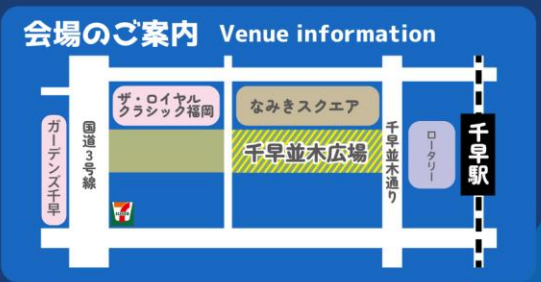 会場のご案内 Venue information
ザ・ロイヤル
クラシック福岡
なみきスクエア
ガーデンズ千早
国道3号線
千早並木広場
千早並木通り
ロータリー
千早駅
7
ELEVEN